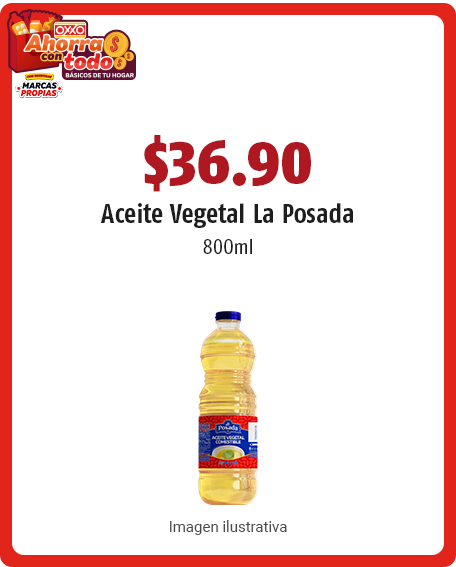 OXXO
Ahorra
con
todo
BÁSICOS DE TU HOGAR
MARCAS
PROPIAS
$36.90
Aceite Vegetal La Posada
800ml
Posada
ACEITE VEGETAL
COMESTIBLE
Imagen ilustrativa